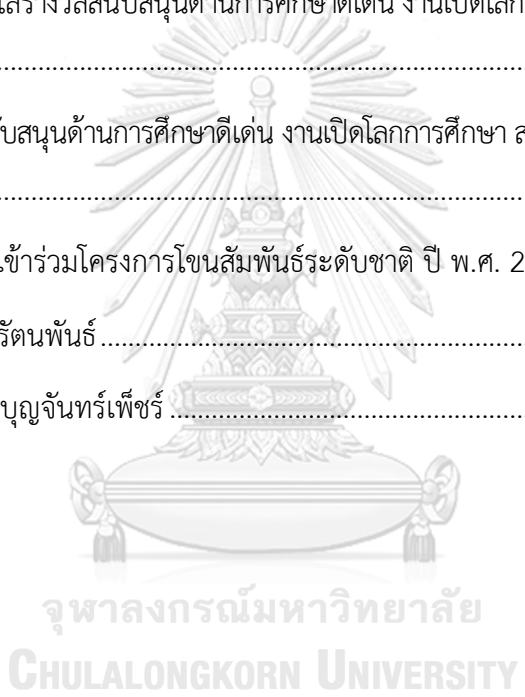 สรางวัลสนับสนุนด้านการศึกษาดีเด่น งานเปิดโลก
....................................................................
ับสนุนด้านการศึกษาดีเด่น งานเปิดโลกการศึกษา ส
....................................................................
เข้าร่วมโครงการโขนสัมพันธ์ระดับชาติ ปี พ.ศ. 2
รัตนพันธ์ ....................................................................
บุญจันทร์เพ็ชร์ ....................................................................
จุฬาลงกรณ์มหาวิทยาลัย
CHULALONGKORN UNIVERSITY